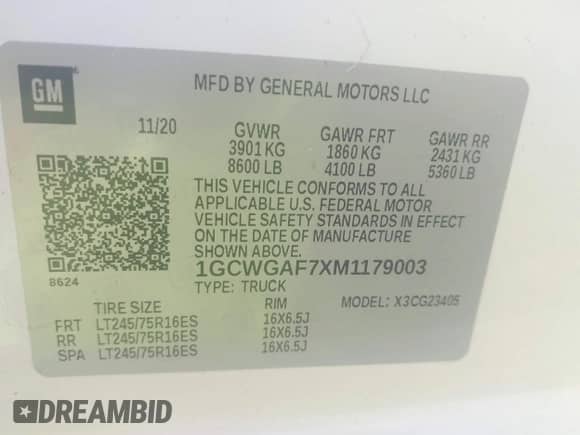 GM
MFD BY GENERAL MOTORS LLC
11/20 GVWR GAWR FRT GAWR RR
3901 KG 1860 KG 2431 KG
8600 LB 4100 LB 5360 LB
THIS VEHICLE CONFORMS TO ALL
APPLICABLE U.S. FEDERAL MOTOR
VEHICLE SAFETY STANDARDS IN EFFECT
ON THE DATE OF MANUFACTURE
SHOWN ABOVE.
8624
1GCWGAF7XM1179003
TYPE: TRUCK MODEL: X3CG23405
TIRE SIZE RIM
FRT LT245/75R16ES 16X6.5J
RR LT245/75R16ES 16X6.5J
SPA LT245/75R16ES 16X6.5J
DREAMBID